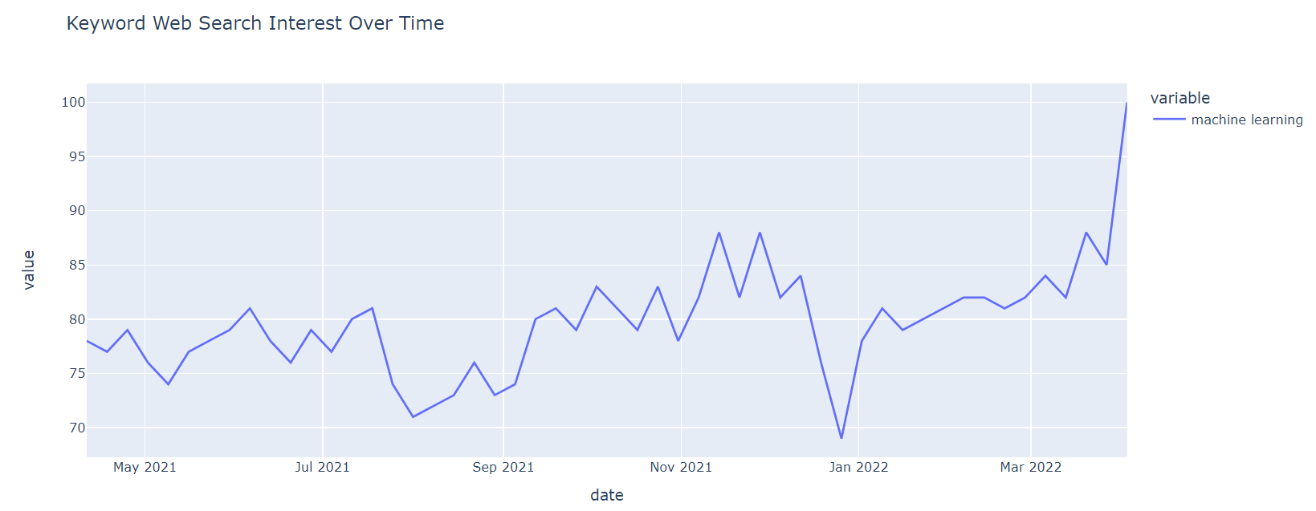 Keyword Web Search Interest Over Time
variable
machine learning
value
100
95
90
85
80
75
70
May 2021
Jul 2021
Sep 2021
Nov 2021
Jan 2022
Mar 2022
date